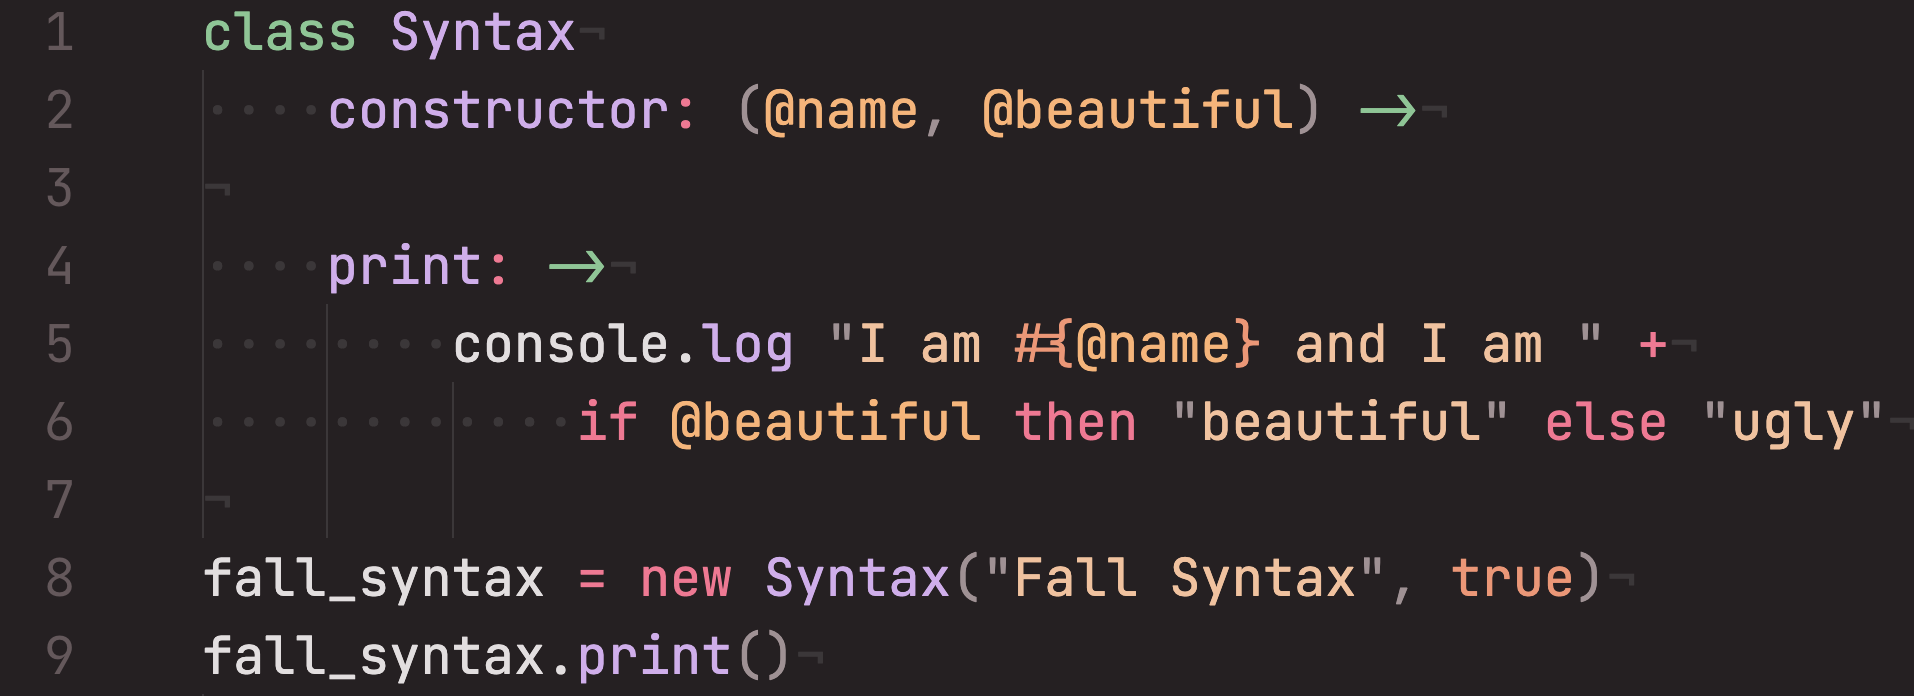 1 class Syntax¬
2 ····constructor: (@name, @beautiful) ->¬
3 ¬
4 ····print: ->¬
5 ········console.log "I am #{@name} and I am " +¬
6 ············if @beautiful then "beautiful" else "ugly"¬
7 ¬
8 fall_syntax = new Syntax("Fall Syntax", true)¬
9 fall_syntax.print()¬